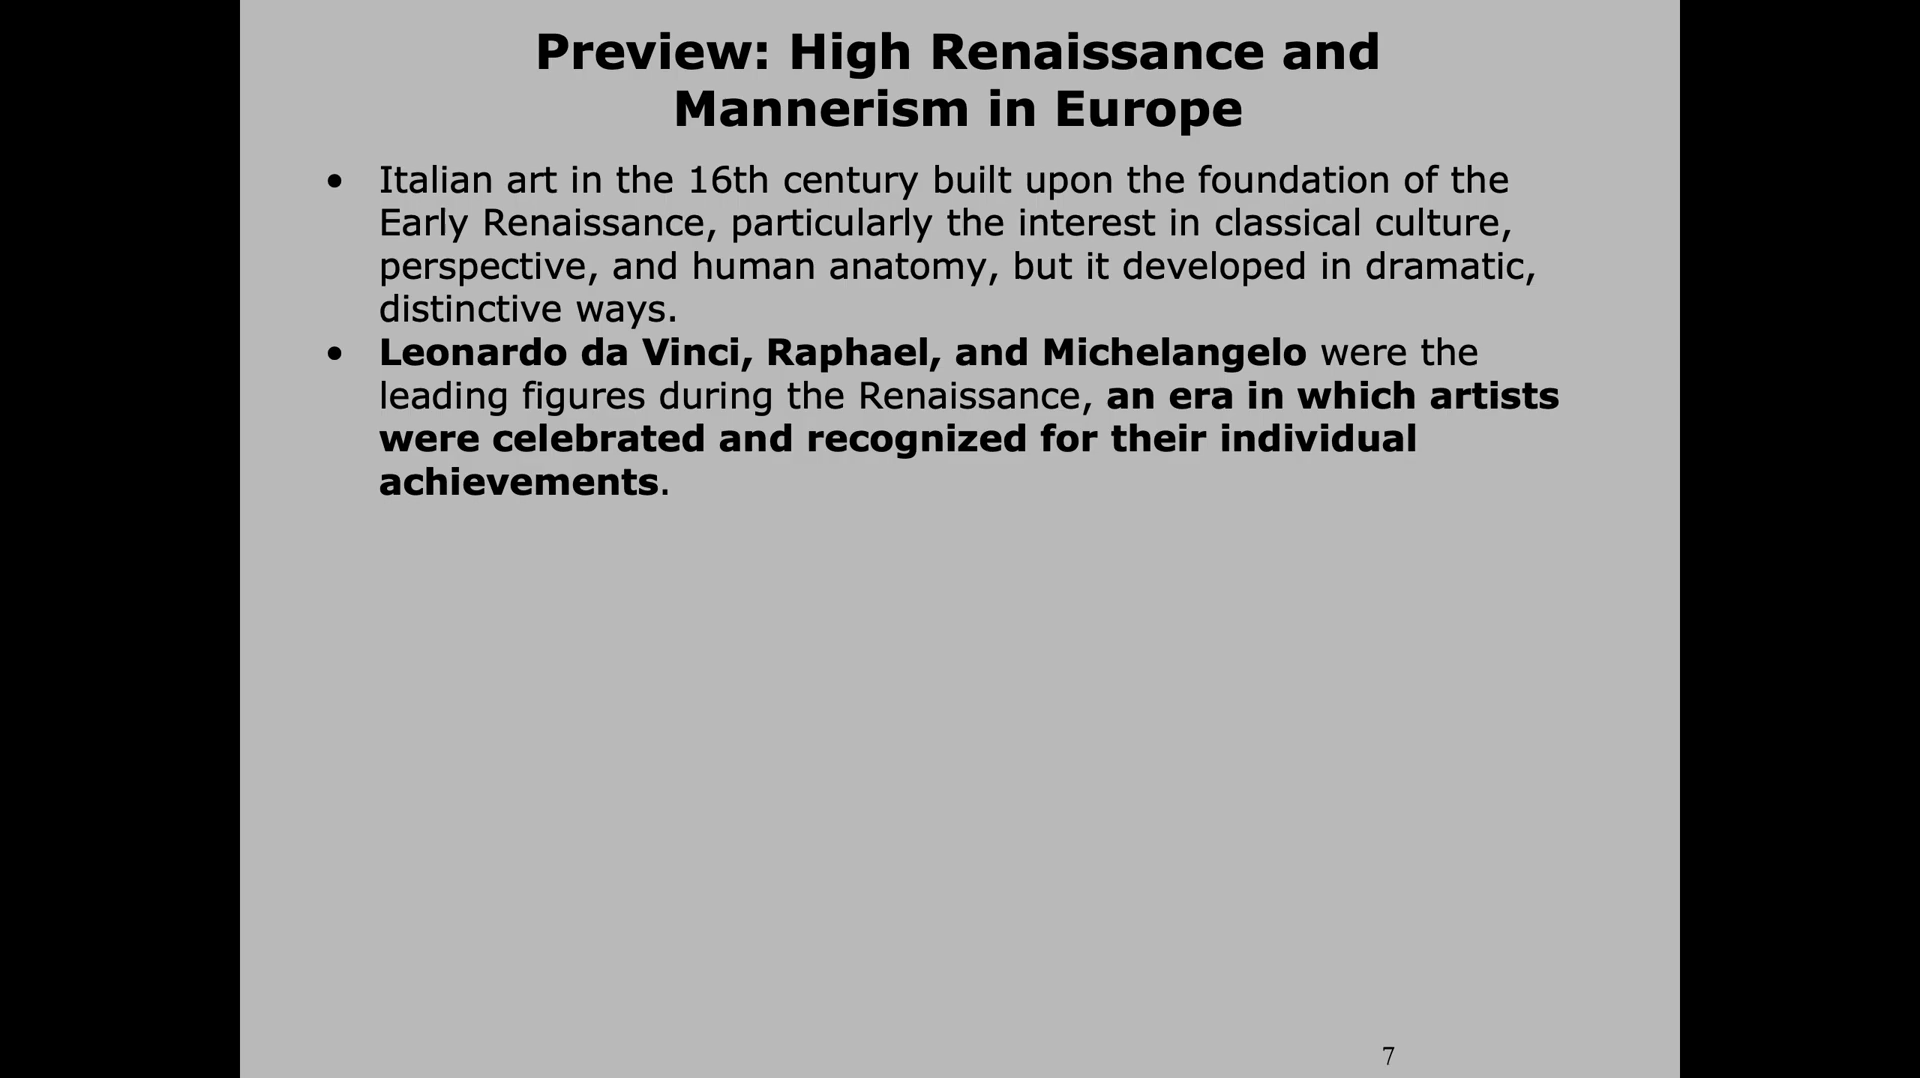 Preview: High Renaissance and
Mannerism in Europe
• Italian art in the 16th century built upon the foundation of the
Early Renaissance, particularly the interest in classical culture,
perspective, and human anatomy, but it developed in dramatic,
distinctive ways.
• Leonardo da Vinci, Raphael, and Michelangelo were the
leading figures during the Renaissance, an era in which artists
were celebrated and recognized for their individual
achievements.
7